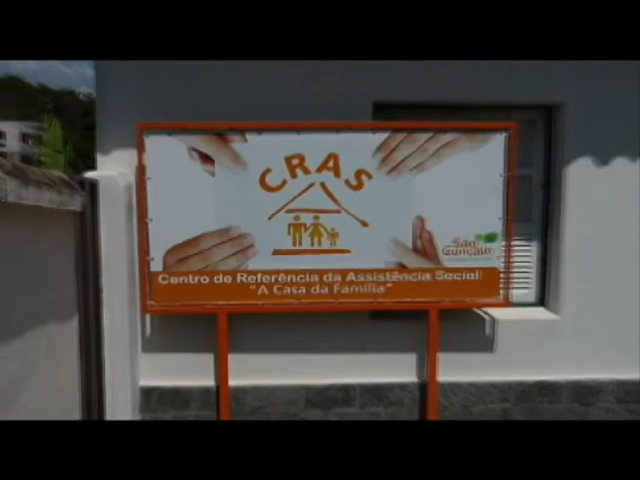 CRAS
São
Gonçalo
Centro de Referência da Assistência Social
"A Casa da Família"